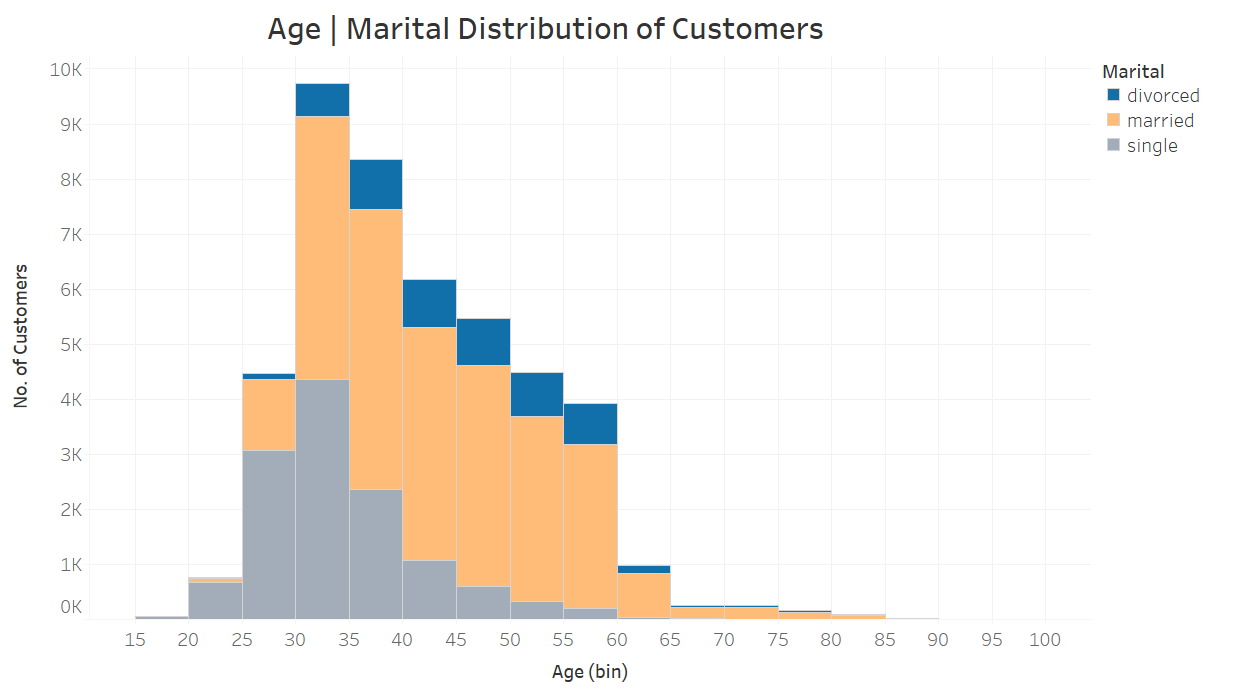 Age | Marital Distribution of Customers
Marital
divorced
married
single
No. of Customers
10K
9K
8K
7K
6K
5K
4K
3K
2K
1K
0K
15 20 25 30 35 40 45 50 55 60 65 70 75 80 85 90 95 100
Age (bin)